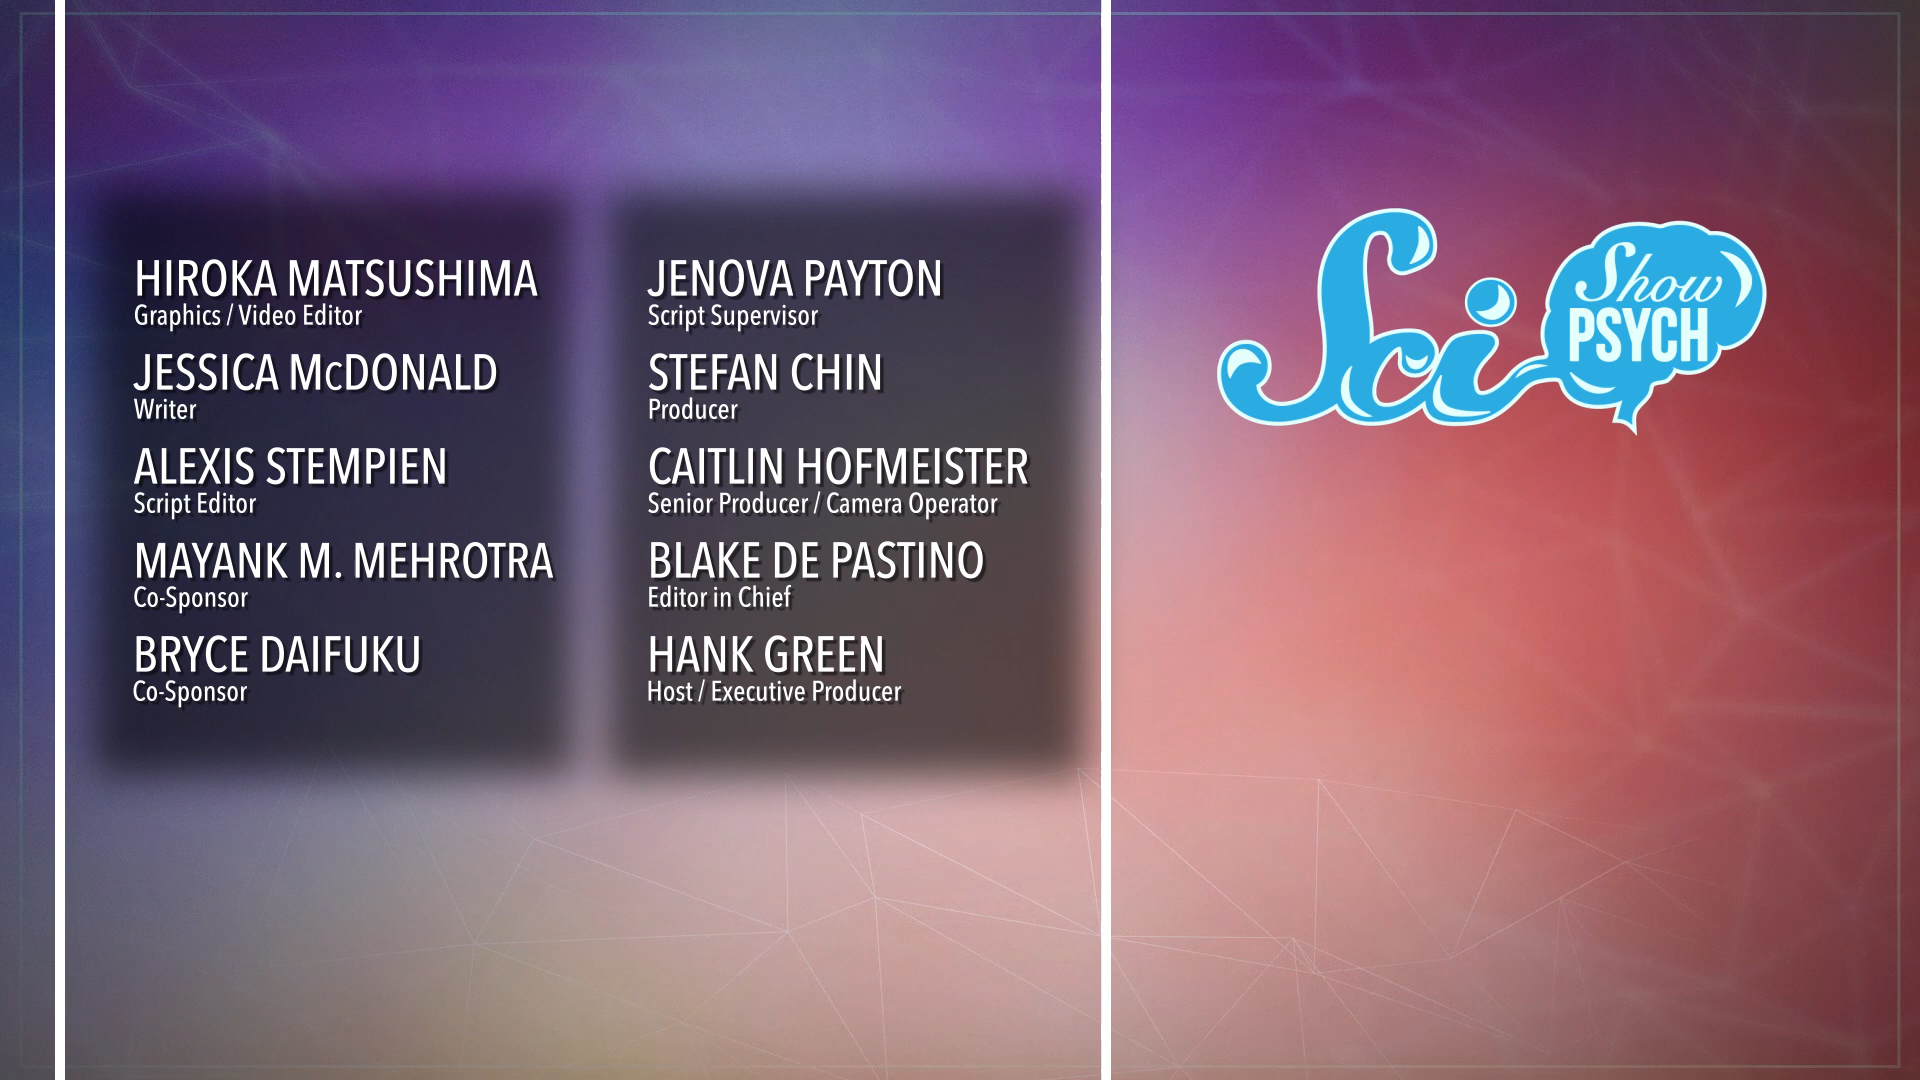 HIROKA MATSUSHIMA
Graphics / Video Editor
JESSICA McDONALD
Writer
ALEXIS STEMPIEN
Script Editor
MAYANK M. MEHROTRA
Co-Sponsor
BRYCE DAIFUKU
Co-Sponsor
JENOVA PAYTON
Script Supervisor
STEFAN CHIN
Producer
CAITLIN HOFMEISTER
Senior Producer / Camera Operator
BLAKE DE PASTINO
Editor in Chief
HANK GREEN
Host / Executive Producer
Sci
Show
PSYCH